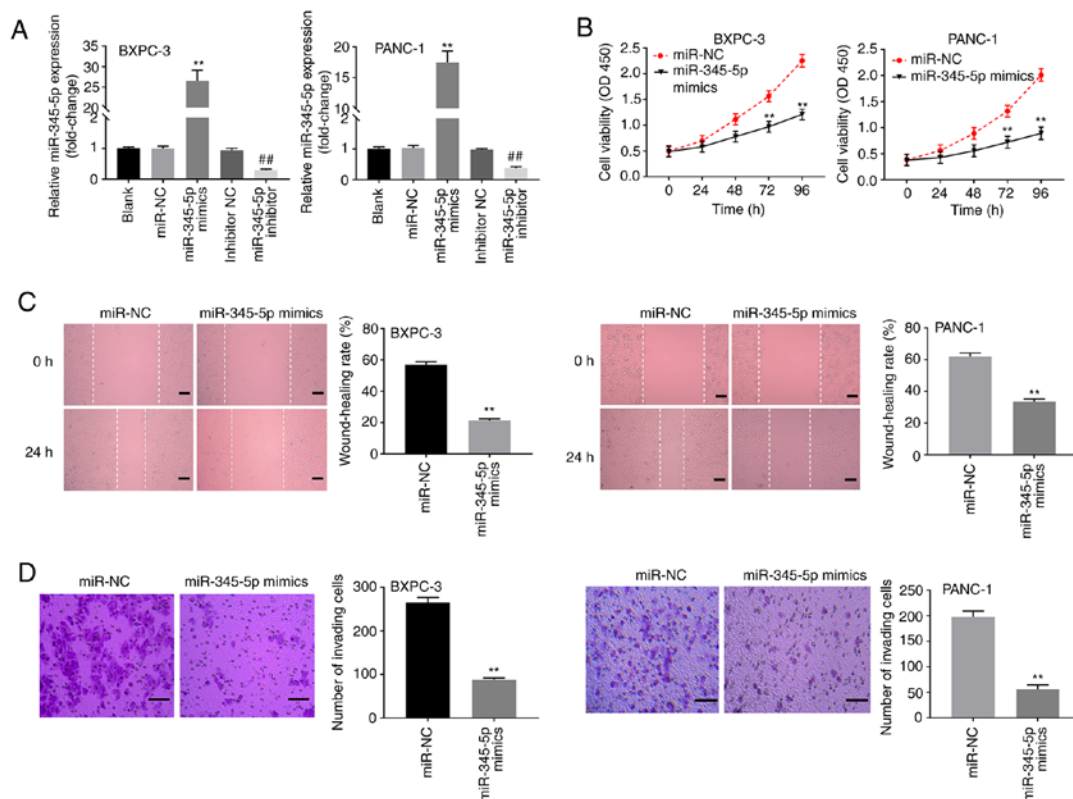 A
BXPC-3
Relative miR-345-5p expression
(fold-change)
35
30
25
20
15
10
1
0
**
##
Blank
miR-NC
miR-345-5p
mimics
Inhibitor NC
miR-345-5p
inhibitor
PANC-1
Relative miR-345-5p expression
(fold-change)
20
15
10
5
1
0
**
##
Blank
miR-NC
miR-345-5p
mimics
Inhibitor NC
miR-345-5p
inhibitor
B
BXPC-3
miR-NC
miR-345-5p
mimics
Cell viability (OD 450)
2.5
2.0
1.5
1.0
0.5
0.0
**
**
0 24 48 72 96
Time (h)
PANC-1
miR-NC
miR-345-5p mimics
Cell viability (OD 450)
2.5
2.0
1.5
1.0
0.5
0.0
**
**
0 24 48 72 96
Time (h)
C
miR-NC miR-345-5p mimics
0 h
24 h
BXPC-3
Wound-healing rate (%)
80
60
40
20
0
**
miR-NC
miR-345-5p
mimics
miR-NC miR-345-5p mimics
0 h
24 h
PANC-1
Wound-healing rate (%)
80
60
40
20
0
**
miR-NC
miR-345-5p
mimics
D
miR-NC miR-345-5p mimics
BXPC-3
Number of invading cells
300
200
100
0
**
miR-NC
miR-345-5p
mimics
miR-NC miR-345-5p mimics
PANC-1
Number of invading cells
250
200
150
100
50
0
**
miR-NC
miR-345-5p
mimics